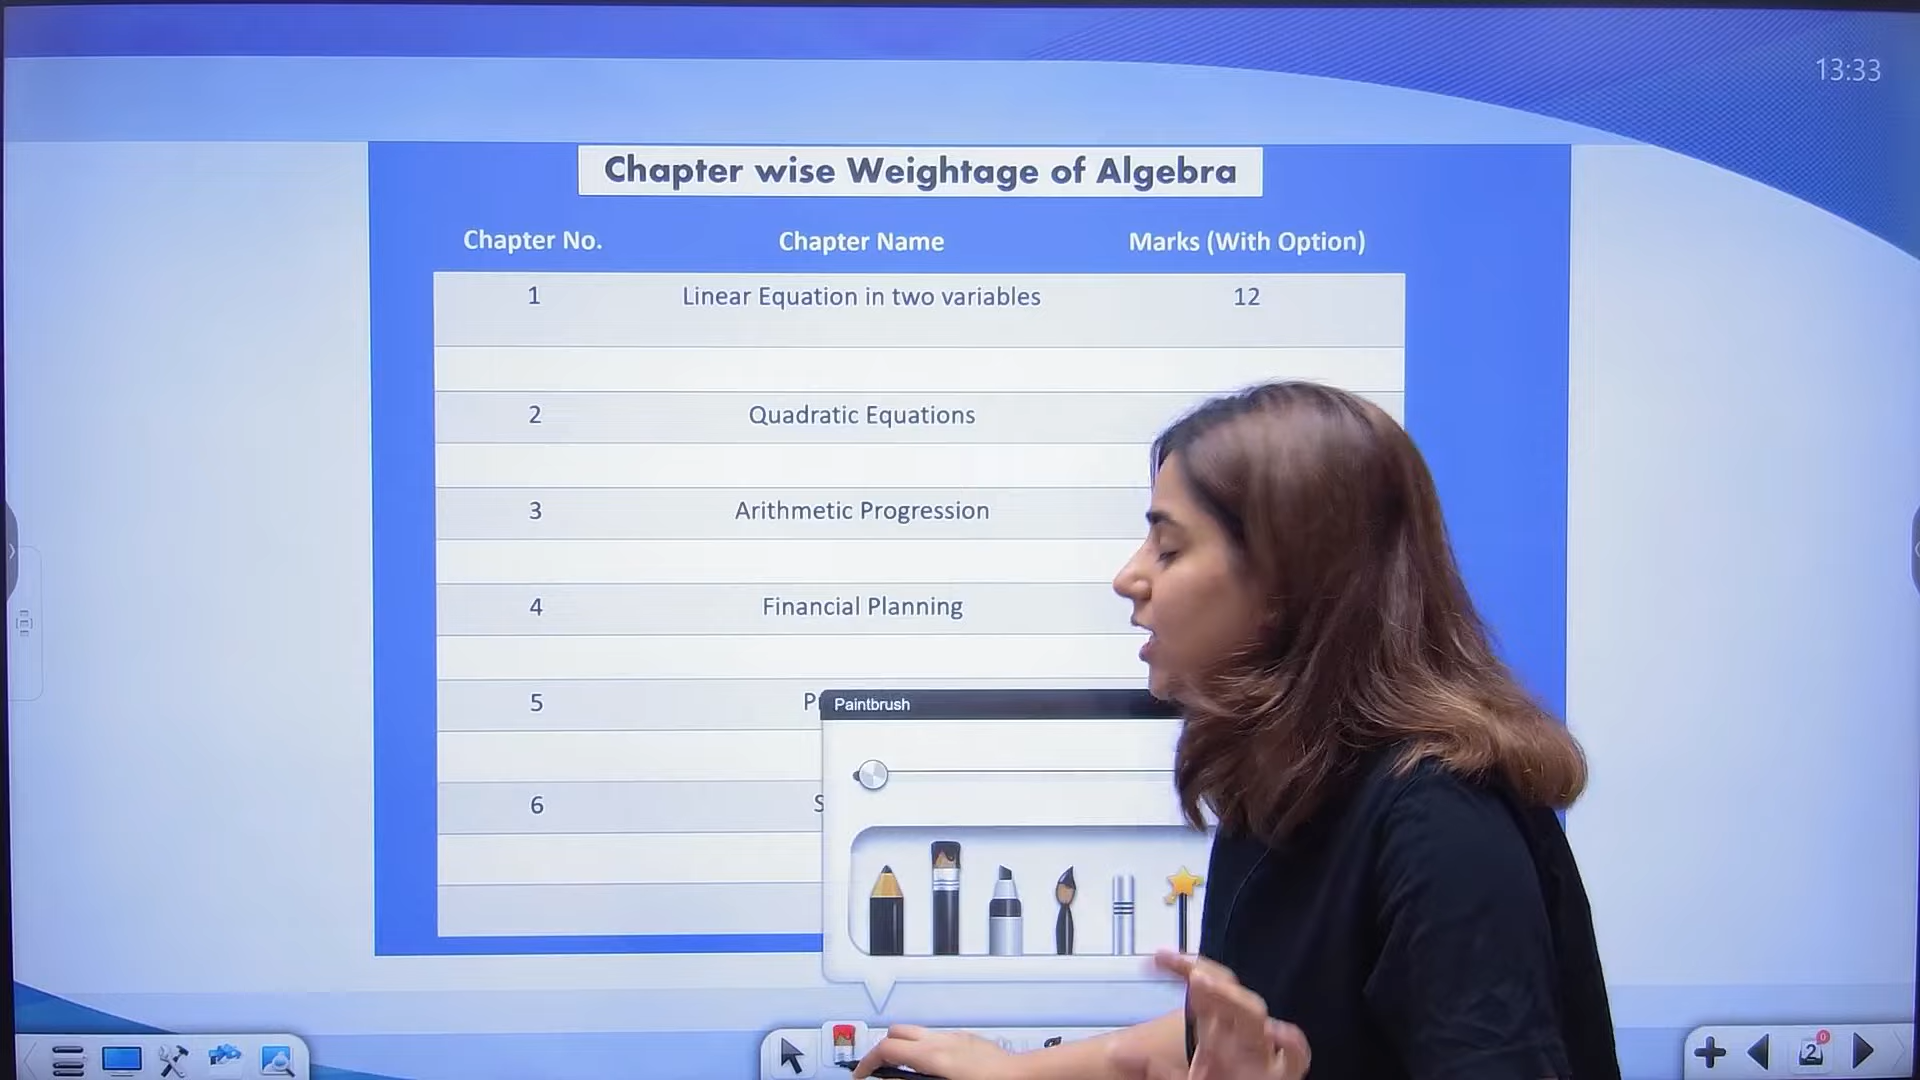 13:33
Chapter wise Weightage of Algebra
Chapter No. Chapter Name Marks (With Option)
1 Linear Equation in two variables 12
2 Quadratic Equations
3 Arithmetic Progression
4 Financial Planning
5
Paintbrush
6
2
0